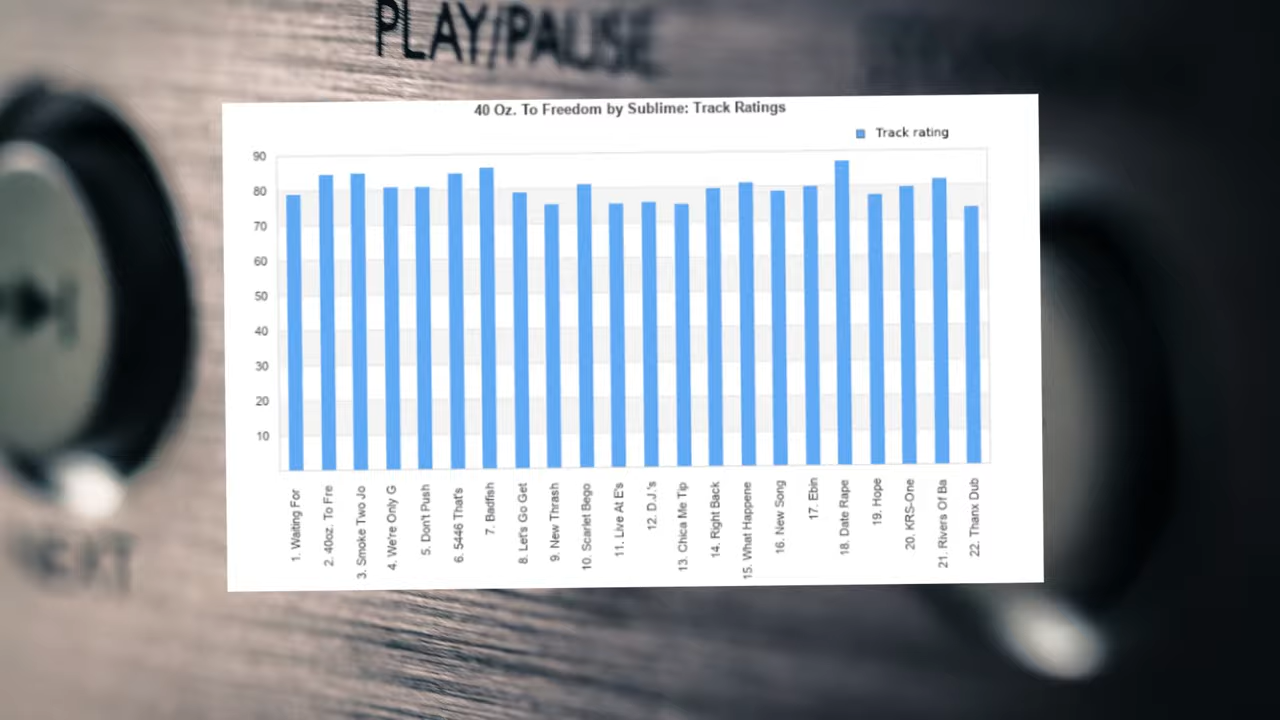 PLAY/PAUSE
40 Oz. To Freedom by Sublime: Track Ratings
Track rating
90
80
70
60
50
40
30
20
10
1. Waiting For
2. 40oz. To Fre
3. Smoke Two Jo
4. We're Only G
5. Don't Push
6. 5446 That's
7. Badfish
8. Let's Go Get
9. New Thrash
10. Scarlet Bego
11. Live At E's
12. D.J.'s
13. Chica Me Tip
14. Right Back
15. What Happene
16. New Song
17. Ebin
18. Date Rape
19. Hope
20. KRS-One
21. Rivers Of Ba
22. Thanx Dub
NEXT